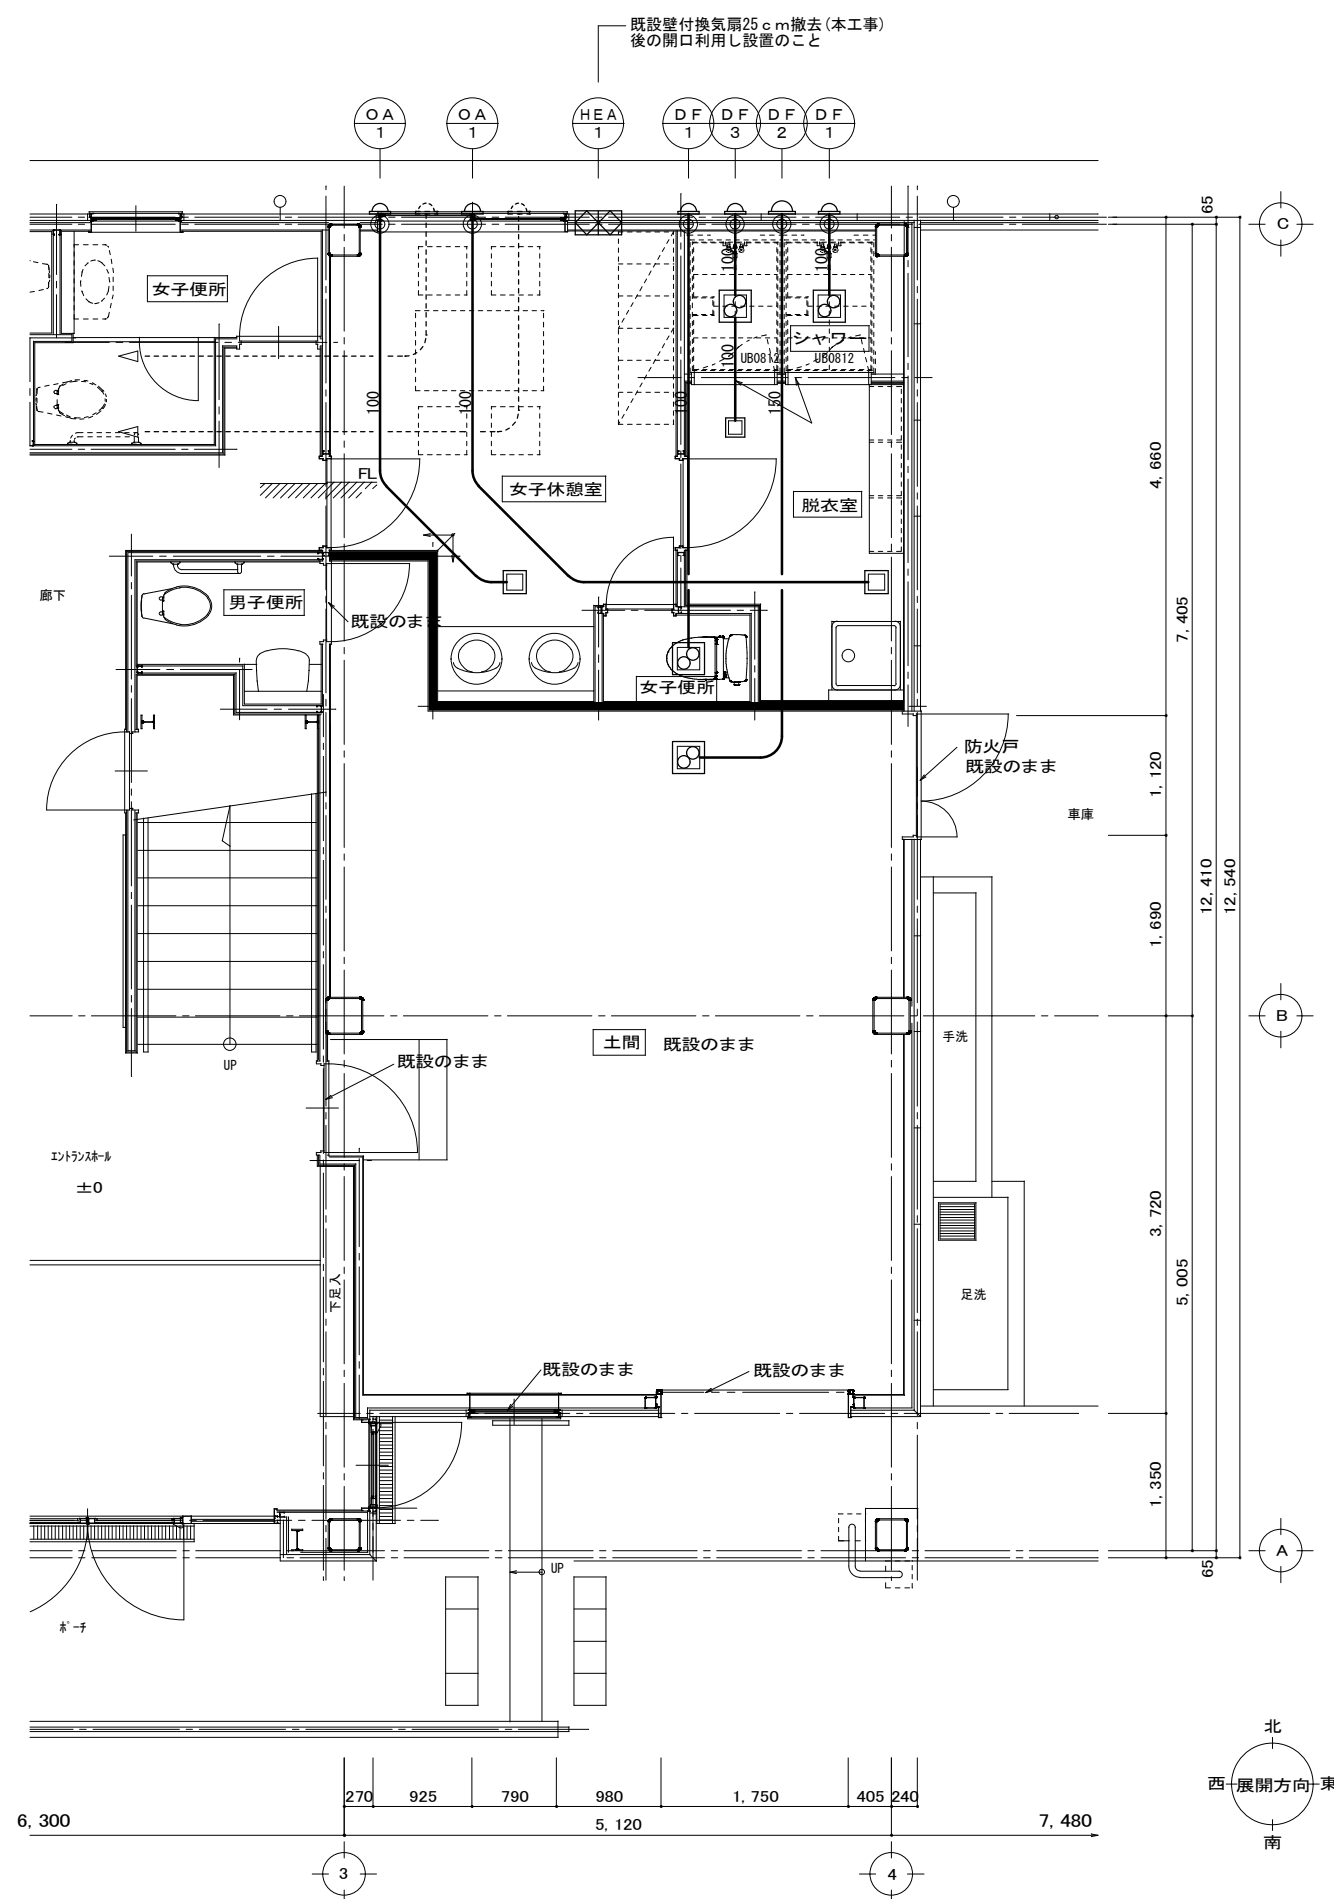 既設壁付換気扇25ｃｍ撤去(本工事)
後の開口利用し設置のこと
OA
1
OA
1
HEA
1
DF
1
DF
3
DF
2
DF
1
65
C
女子便所
100
100
シャワー
UB0812
UB0812
100
100
100
100
150
4,660
FL
女子休憩室
脱衣室
廊下
男子便所
既設のまま
7,405
女子便所
防火戸
既設のまま
1,120
車庫
12,410
12,540
1,690
B
土間
既設のまま
手洗
既設のまま
UP
エントランスホール
±0
3,720
5,005
下足入
足洗
既設のまま
既設のまま
1,350
A
65
UP
ポーチ
北
西
展開方向
東
南
270
925
790
980
1,750
405
240
6,300
5,120
7,480
3
4